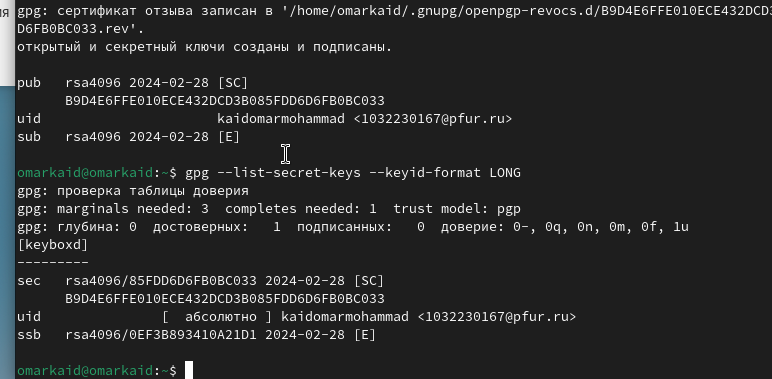 ия
gpg: сертификат отзыва записан в '/home/omarkaid/.gnupg/openpgp-revocs.d/B9D4E6FFE010ECE432DCD3
D6FB0BC033.rev'.
открытый и секретный ключи созданы и подписаны.
pub   rsa4096 2024-02-28 [SC]
      B9D4E6FFE010ECE432DCD3B085FDD6D6FB0BC033
uid                      kaidomarmohammad <1032230167@pfur.ru>
sub   rsa4096 2024-02-28 [E]
omarkaid@omarkaid:~$ gpg --list-secret-keys --keyid-format LONG
gpg: проверка таблицы доверия
gpg: marginals needed: 3  completes needed: 1  trust model: pgp
gpg: глубина: 0  достоверных:   1  подписанных:   0  доверие: 0-, 0q, 0n, 0m, 0f, 1u
[keyboxd]
---------
sec   rsa4096/85FDD6D6FB0BC033 2024-02-28 [SC]
      B9D4E6FFE010ECE432DCD3B085FDD6D6FB0BC033
uid               [  абсолютно ] kaidomarmohammad <1032230167@pfur.ru>
ssb   rsa4096/0EF3B893410A21D1 2024-02-28 [E]
omarkaid@omarkaid:~$